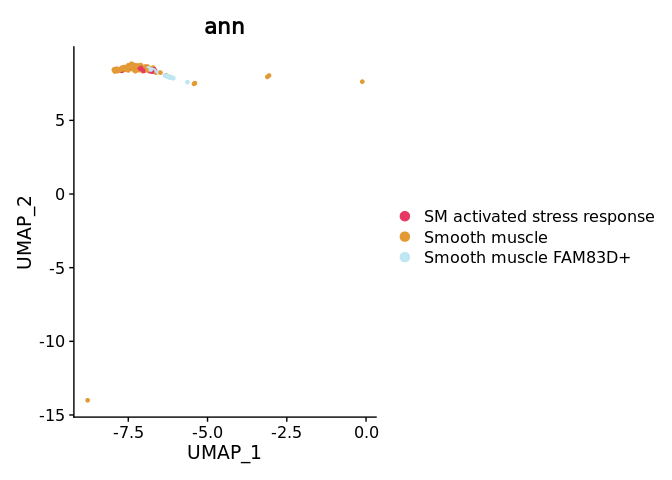 ann
5
0
-5
-10
-15
UMAP_2
-7.5
-5.0
-2.5
0.0
UMAP_1
SM activated stress response
Smooth muscle
Smooth muscle FAM83D+